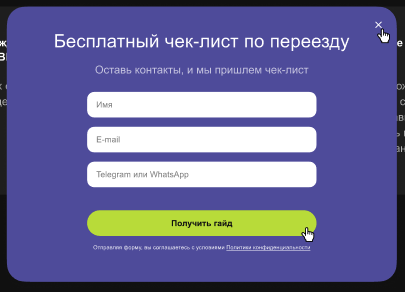 Бесплатный чек-лист по переезду
Оставь контакты, и мы пришлем чек-лист
Имя
E-mail
Telegram или WhatsApp
Получить гайд
Отправляя форму, вы соглашаетесь с условиями Политики конфиденциальности